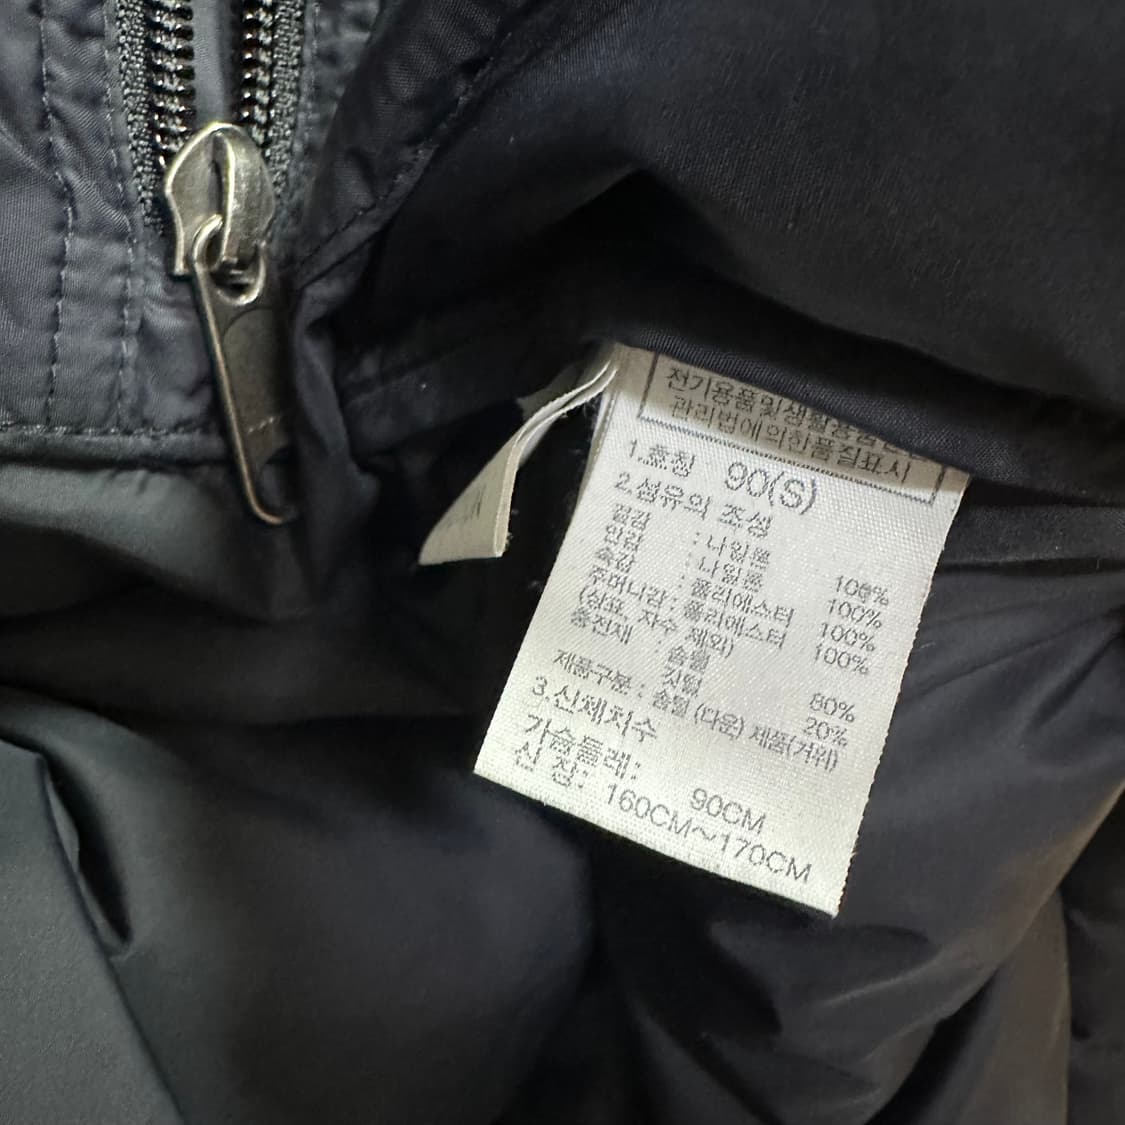 전기용품및생활용품안전
관리법에의한품질표시
1.호칭 90(S)
2.섬유의 조성
겉감 : 나일론 100%
안감 : 나일론 100%
속감 : 폴리에스터 100%
주머니감 : 폴리에스터 100%
(상표, 자수 제외)
충전재 : 솜털 80%
깃털 20%
제품구분 : 솜털 (다운) 제품(거위)
3.신체치수
가슴둘레: 90CM
신 장: 160CM~170CM